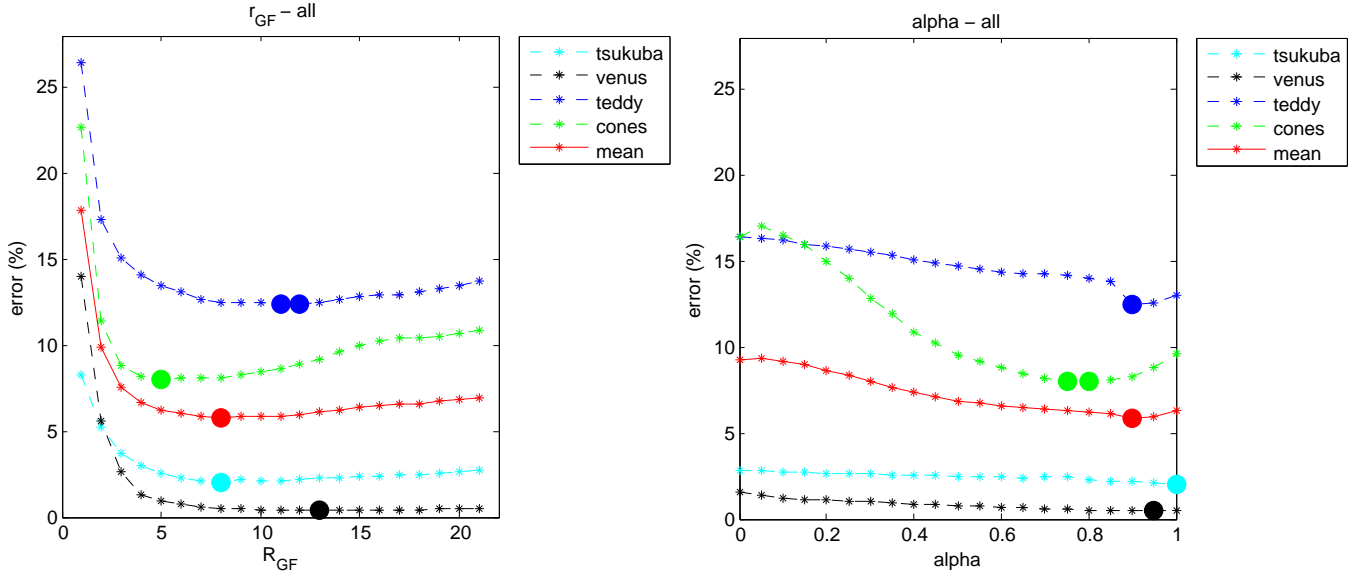 r_GF − all
error (%)
25
20
15
10
5
0
0 5 10 15 20
R_GF
tsukuba
venus
teddy
cones
mean
alpha − all
error (%)
25
20
15
10
5
0
0 0.2 0.4 0.6 0.8 1
alpha
tsukuba
venus
teddy
cones
mean